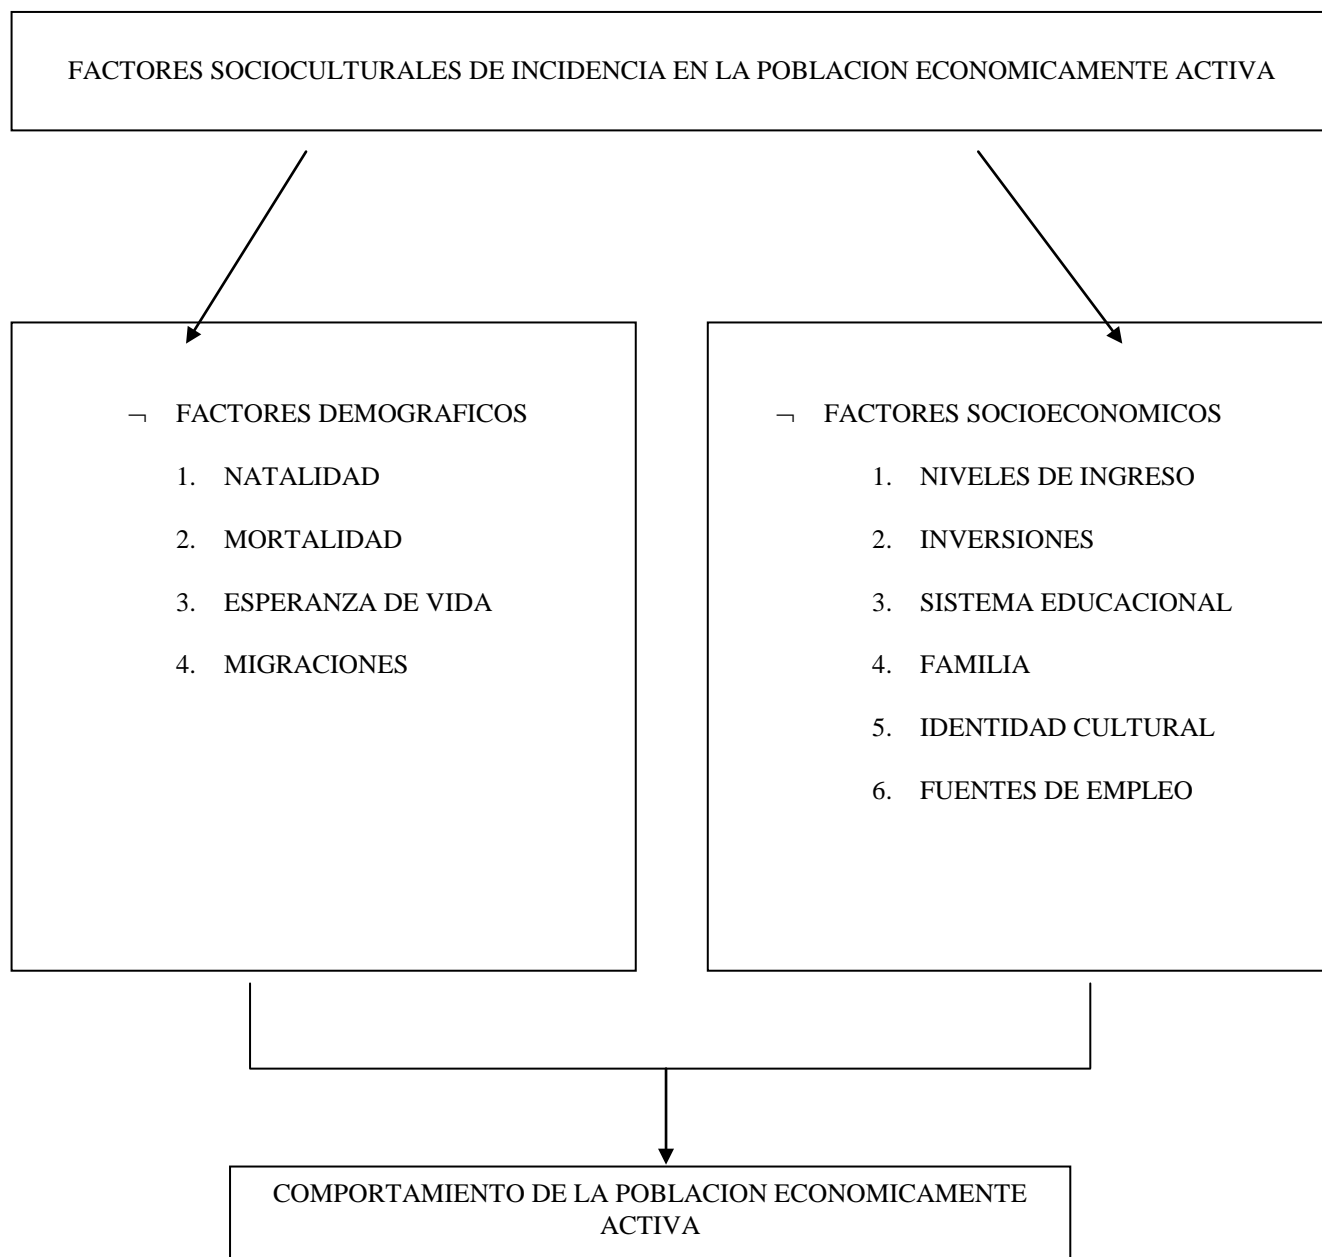 FACTORES SOCIOCULTURALES DE INCIDENCIA EN LA POBLACION ECONOMICAMENTE ACTIVA
¬ FACTORES DEMOGRAFICOS
1. NATALIDAD
2. MORTALIDAD
3. ESPERANZA DE VIDA
4. MIGRACIONES
¬ FACTORES SOCIOECONOMICOS
1. NIVELES DE INGRESO
2. INVERSIONES
3. SISTEMA EDUCACIONAL
4. FAMILIA
5. IDENTIDAD CULTURAL
6. FUENTES DE EMPLEO
COMPORTAMIENTO DE LA POBLACION ECONOMICAMENTE
ACTIVA